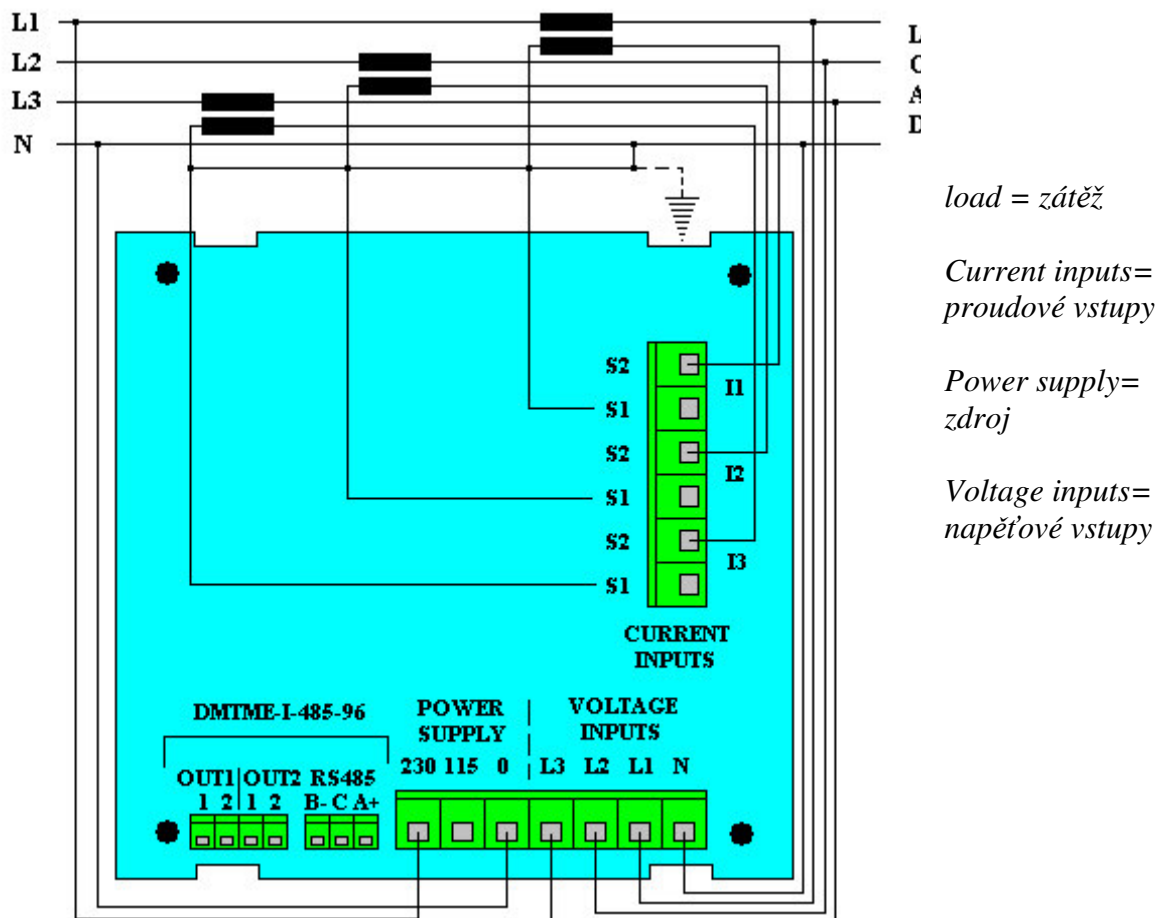 L1
L2
L3
N
L
O
A
D
load = zátěž
Current inputs=
proudové vstupy
Power supply=
zdroj
Voltage inputs=
napěťové vstupy
S2
I1
S1
S2
I2
S1
S2
I3
S1
CURRENT
INPUTS
DMTME-I-485-96
POWER
SUPPLY
VOLTAGE
INPUTS
230 115 0 L3 L2 L1 N
OUT1 OUT2 RS485
1 2 1 2 B- C A+